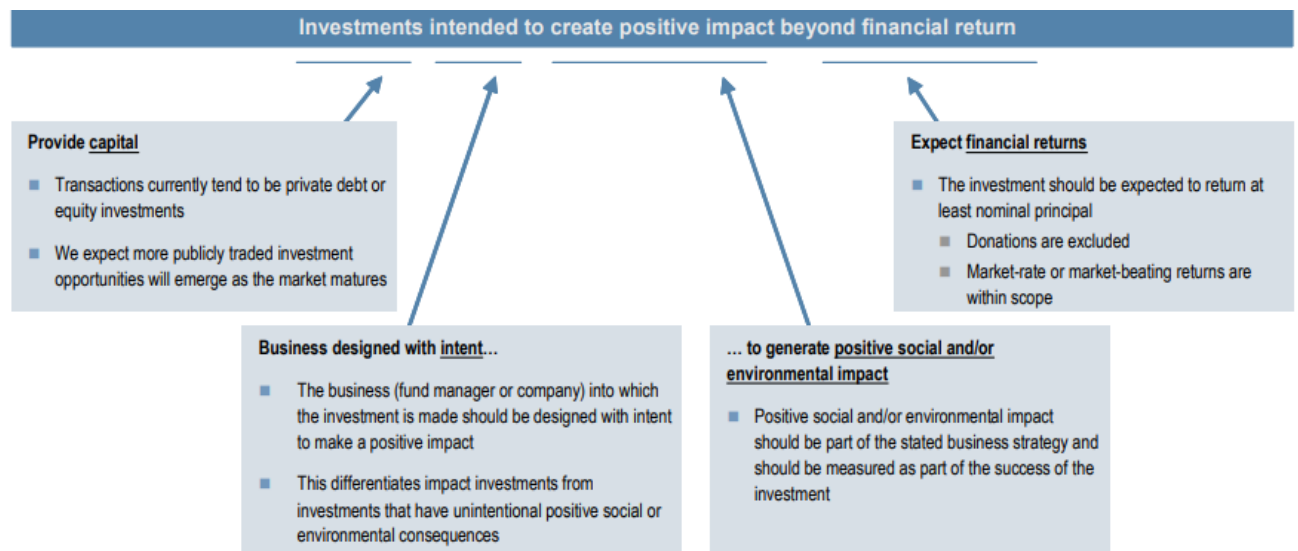 Investments intended to create positive impact beyond financial return
Provide capital
Transactions currently tend to be private debt or
equity investments
We expect more publicly traded investment
opportunities will emerge as the market matures
Business designed with intent…
The business (fund manager or company) into which
the investment is made should be designed with intent
to make a positive impact
This differentiates impact investments from
investments that have unintentional positive social or
environmental consequences
… to generate positive social and/or
environmental impact
Positive social and/or environmental impact
should be part of the stated business strategy and
should be measured as part of the success of the
investment
Expect financial returns
The investment should be expected to return at
least nominal principal
Donations are excluded
Market-rate or market-beating returns are
within scope